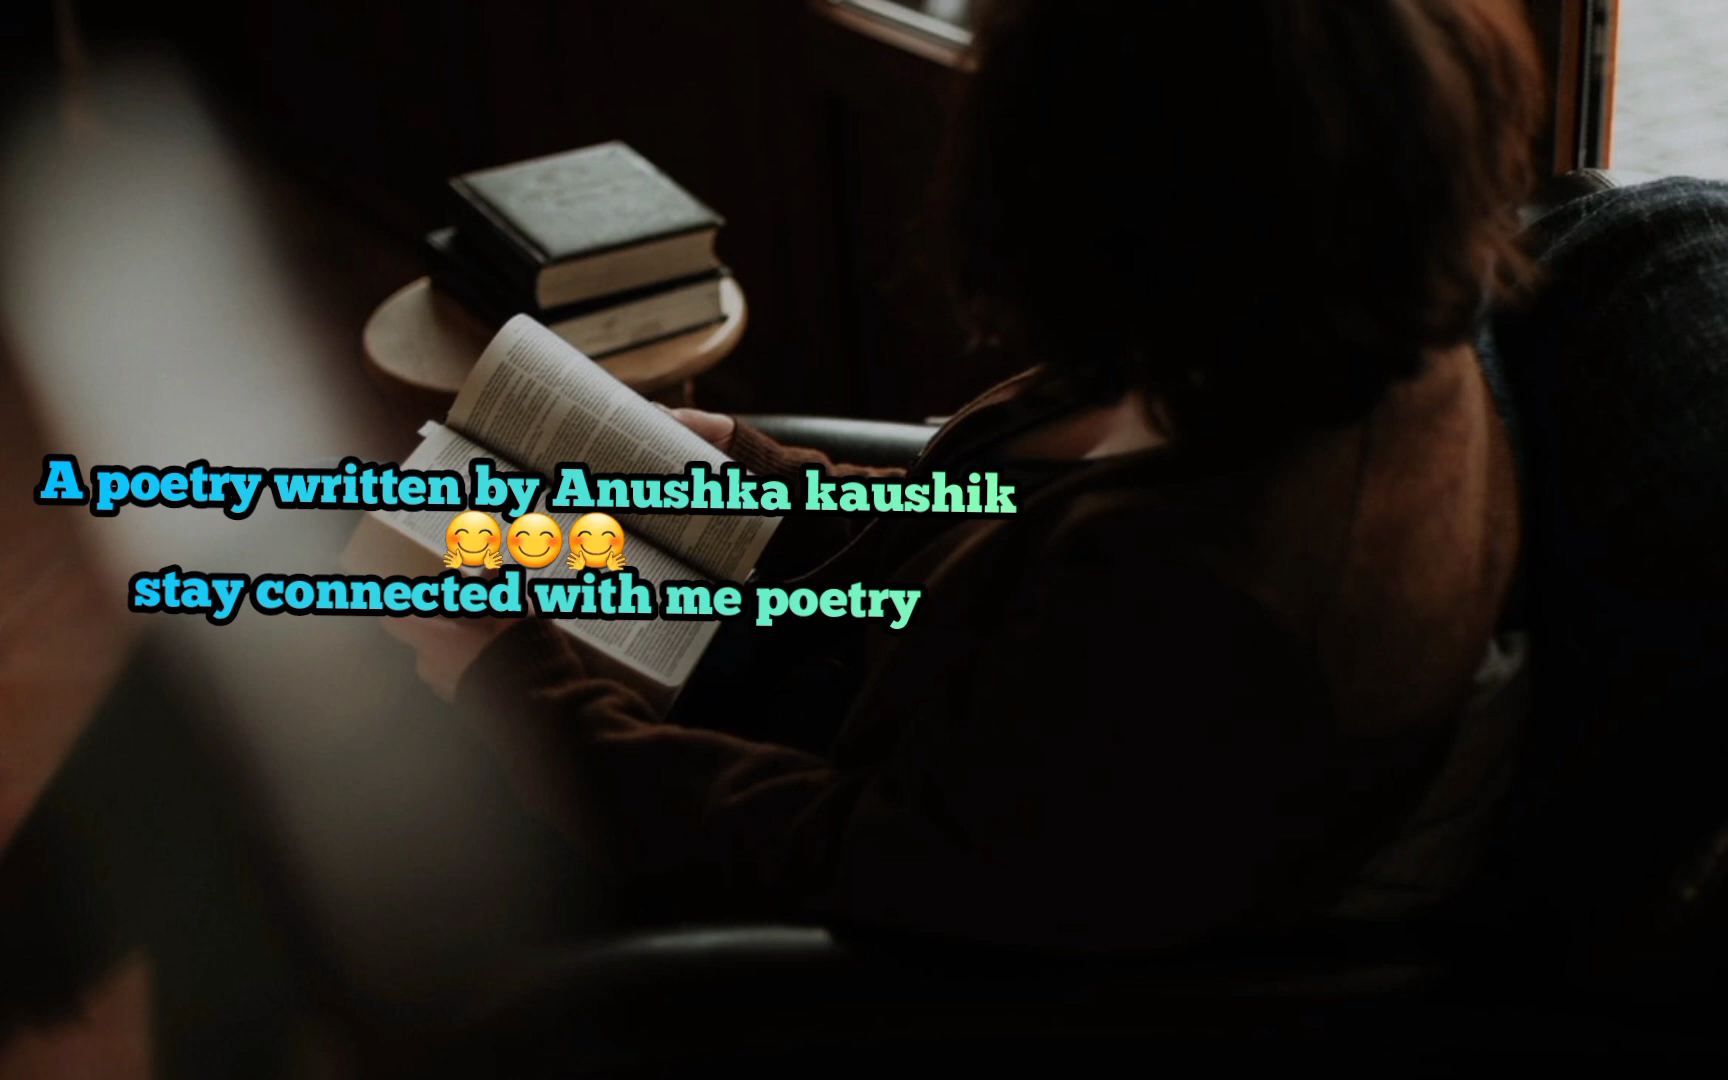 A poetry written by Anushka kaushik
🤗😊🤗
stay connected with me poetry